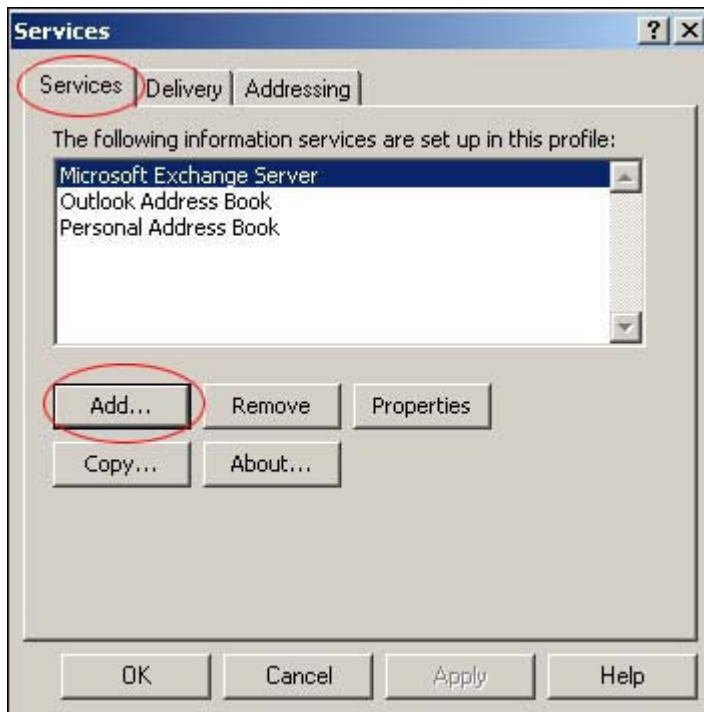 Services
Services Delivery Addressing
The following information services are set up in this profile:
Microsoft Exchange Server
Outlook Address Book
Personal Address Book
Add... Remove Properties
Copy... About...
OK Cancel Apply Help